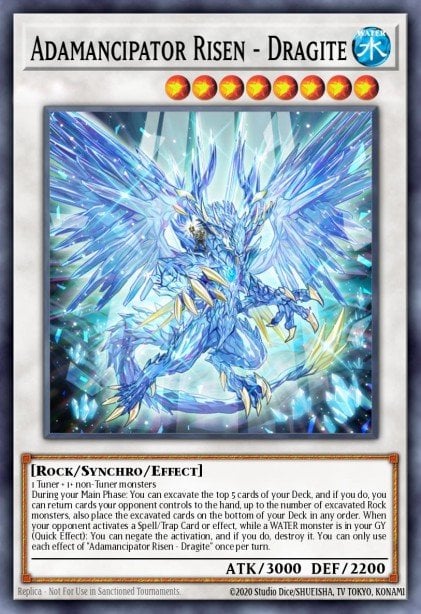 Adamancipator Risen - Dragite
WATER
水
[Rock/Synchro/Effect]
1 Tuner + 1+ non-Tuner monsters
During your Main Phase: You can excavate the top 5 cards of your Deck, and if you do, you
can return cards your opponent controls to the hand, up to the number of excavated Rock
monsters, also place the excavated cards on the bottom of your Deck in any order. When
your opponent activates a Spell/Trap Card or effect, while a WATER monster is in your GY
(Quick Effect): You can negate the activation, and if you do, destroy it. You can only use
each effect of "Adamancipator Risen - Dragite" once per turn.
ATK/3000 DEF/2200
Replica - Not For Use in Sanctioned Tournaments.
©2020 Studio Dice/SHUEISHA, TV TOKYO, KONAMI